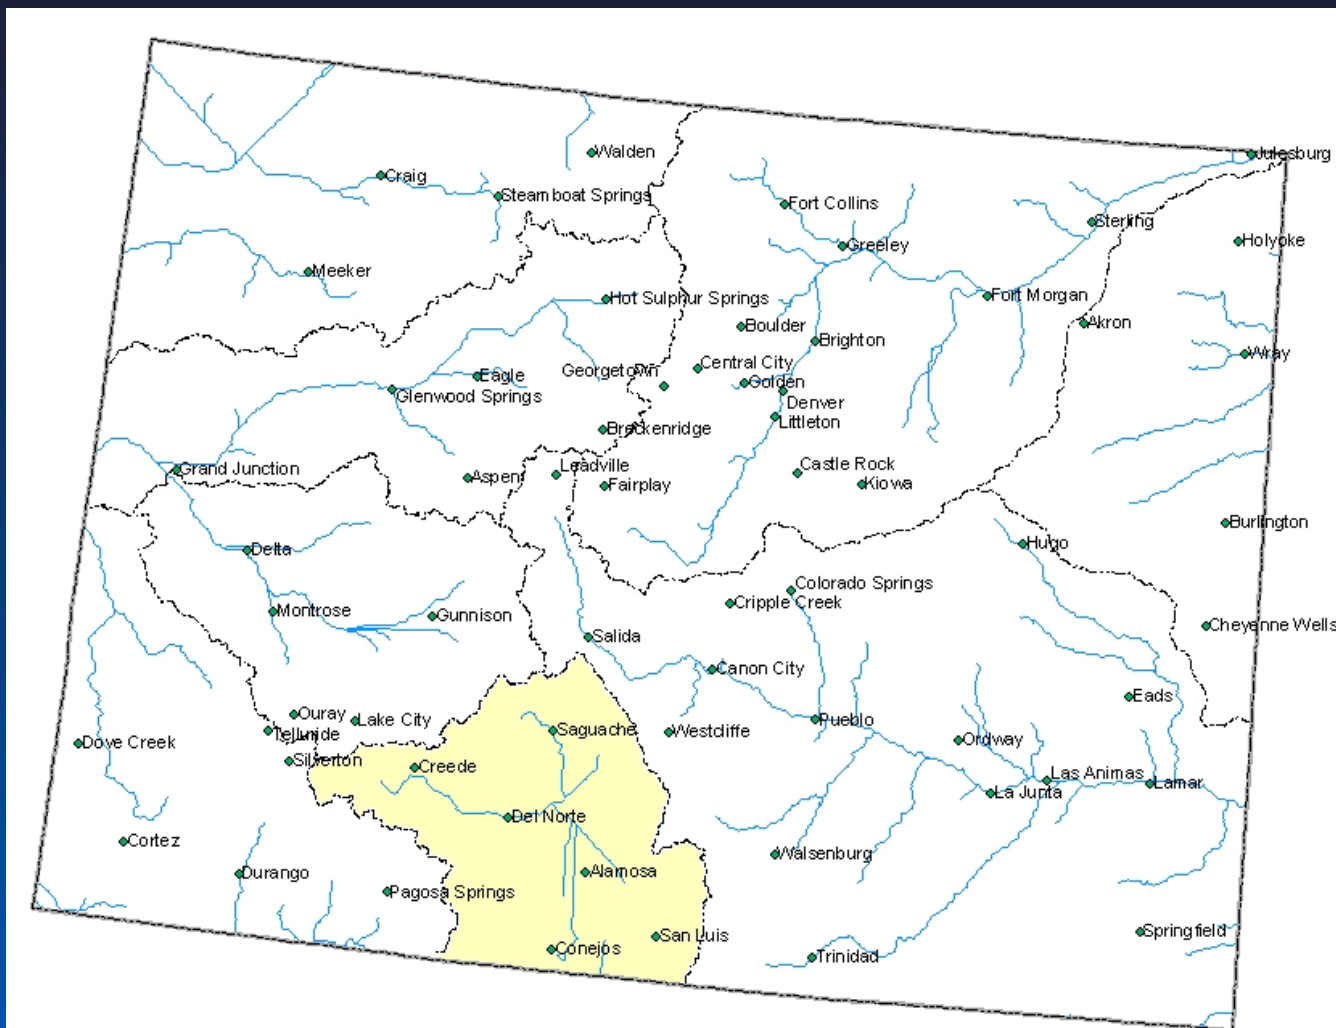 Julesburg
Walden
Craig
Steamboat Springs
Fort Collins
Sterling
Holyoke
Greeley
Meeker
Hot Sulphur Springs
Fort Morgan
Boulder
Akron
Brighton
Wray
Central City
Georgetown
Eagle
Golden
Glenwood Springs
Denver
Littleton
Breckenridge
Castle Rock
Leadville
Grand Junction
Aspen
Fairplay
Kiowa
Burlington
Hugo
Delta
Colorado Springs
Cripple Creek
Montrose
Gunnison
Cheyenne Wells
Salida
Canon City
Eads
Ouray
Lake City
Pueblo
Telluride
Saguache
Westcliffe
Dove Creek
Ordway
Silverton
Creede
Las Animas
Lamar
La Junta
Del Norte
Cortez
Walsenburg
Durango
Alamosa
Pagosa Springs
San Luis
Springfield
Conejos
Trinidad